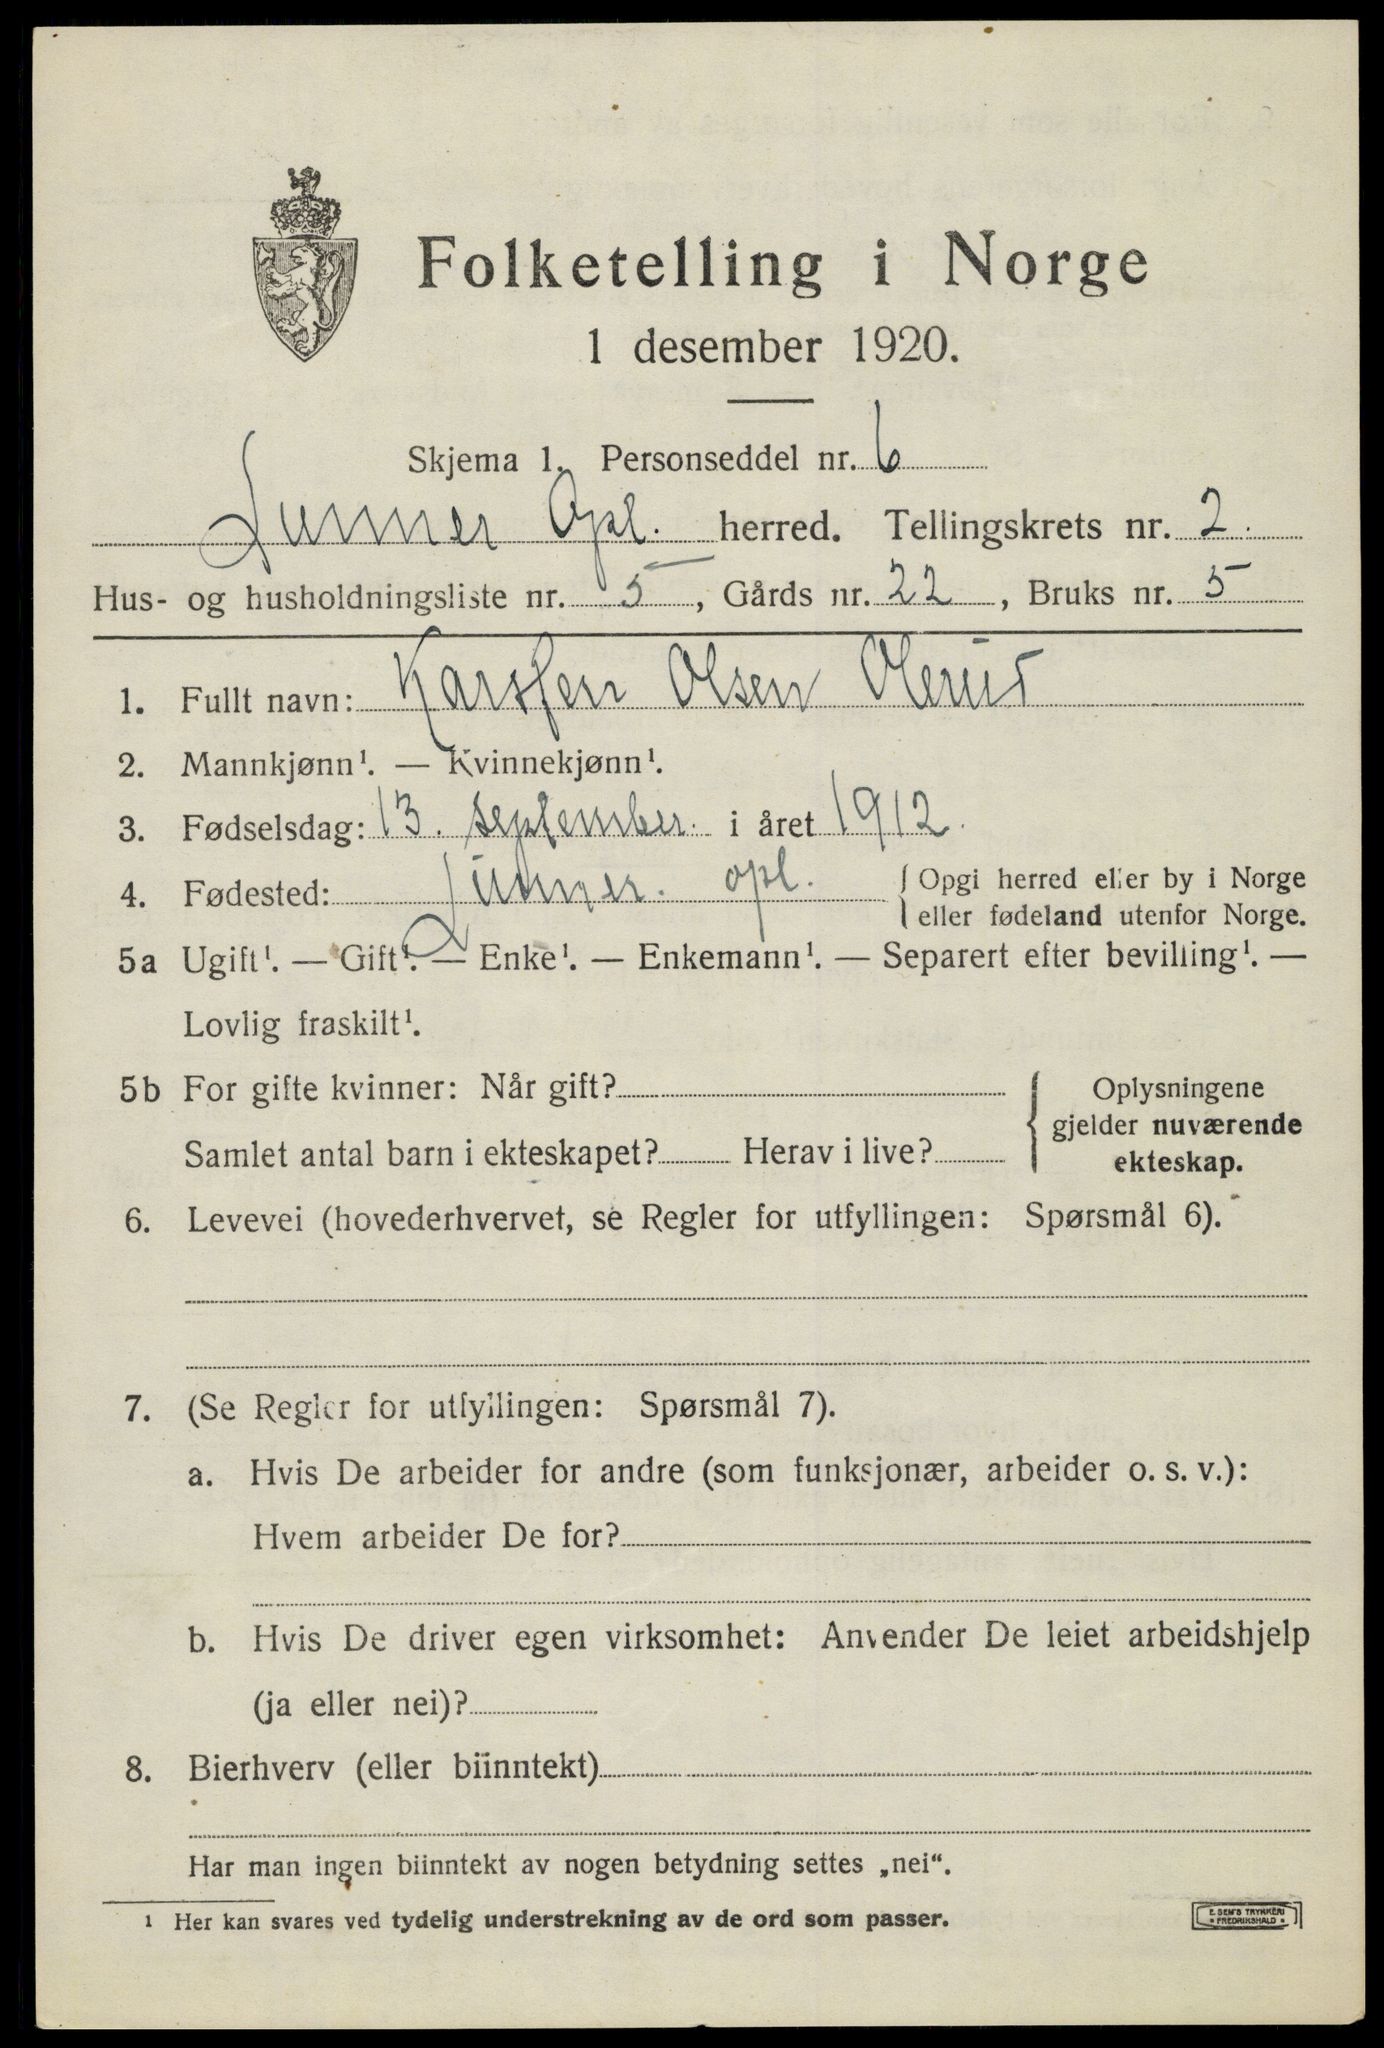 Folketelling i Norge
1 desember 1920.
Skjema 1. Personseddel nr. 6
Lunner Opl. herred. Tellingskrets nr. 2.
Hus- og husholdningsliste nr. 5, Gårds nr. 22, Bruks nr. 5
1. Fullt navn: Karsten Olsen Olerud
2. Mannkjønn¹. — Kvinnekjønn¹.
3. Fødselsdag: 13. september. i året 1912.
4. Fødested: Lunner. opl. { Opgi herred eller by i Norge
eller fødeland utenfor Norge.
5a Ugift¹. — Gift¹. — Enke¹. — Enkemann¹. — Separert efter bevilling¹. —
Lovlig fraskilt¹.
5b For gifte kvinner: Når gift?
Samlet antal barn i ekteskapet? Herav i live?
{ Oplysningene
gjelder nuværende
ekteskap.
6. Levevei (hovederhvervet, se Regler for utfyllingen: Spørsmål 6).
7. (Se Regler for utfyllingen: Spørsmål 7).
a. Hvis De arbeider for andre (som funksjonær, arbeider o. s. v.):
Hvem arbeider De for?
b. Hvis De driver egen virksomhet: Anvender De leiet arbeidshjelp
(ja eller nei)?
8. Bierhverv (eller biinntekt)
Har man ingen biinntekt av nogen betydning settes „nei“.
¹ Her kan svares ved tydelig understrekning av de ord som passer.
E. SEM'S TRYKKERI
• FREDRIKSHALD •